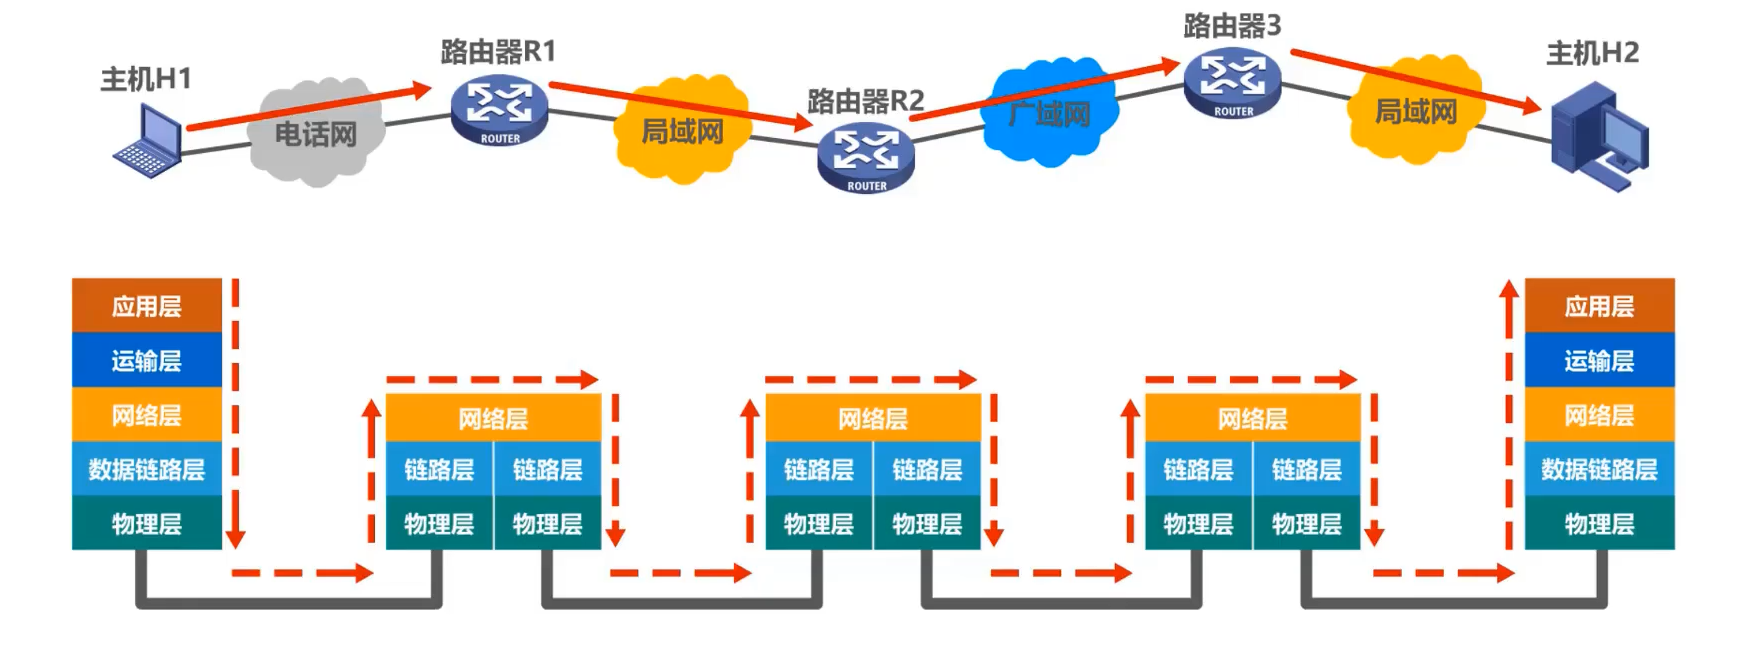 主机H1
电话网
路由器R1
ROUTER
局域网
路由器R2
ROUTER
广域网
路由器3
ROUTER
局域网
主机H2
应用层
运输层
网络层
数据链路层
物理层
网络层
链路层 链路层
物理层 物理层
网络层
链路层 链路层
物理层 物理层
网络层
链路层 链路层
物理层 物理层
应用层
运输层
网络层
数据链路层
物理层